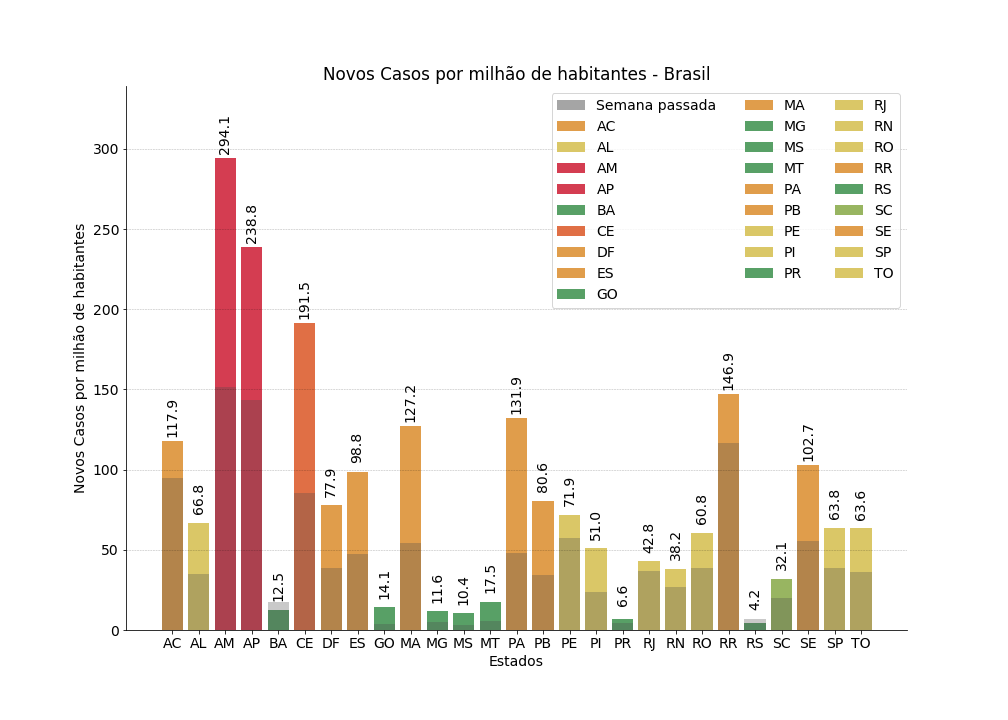 Novos Casos por milhão de habitantes - Brasil
Semana passada
AC
AL
AM
AP
BA
CE
DF
ES
GO
MA
MG
MS
MT
PA
PB
PE
PI
PR
RJ
RN
RO
RR
RS
SC
SE
SP
TO
Novos Casos por milhão de habitantes
300
250
200
150
100
50
0
117.9
66.8
294.1
238.8
12.5
191.5
77.9
98.8
14.1
127.2
11.6
10.4
17.5
131.9
80.6
71.9
51.0
6.6
42.8
38.2
60.8
146.9
4.2
32.1
102.7
63.8
63.6
AC AL AM AP BA CE DF ES GO MA MG MS MT PA PB PE PI PR RJ RN RO RR RS SC SE SP TO
Estados